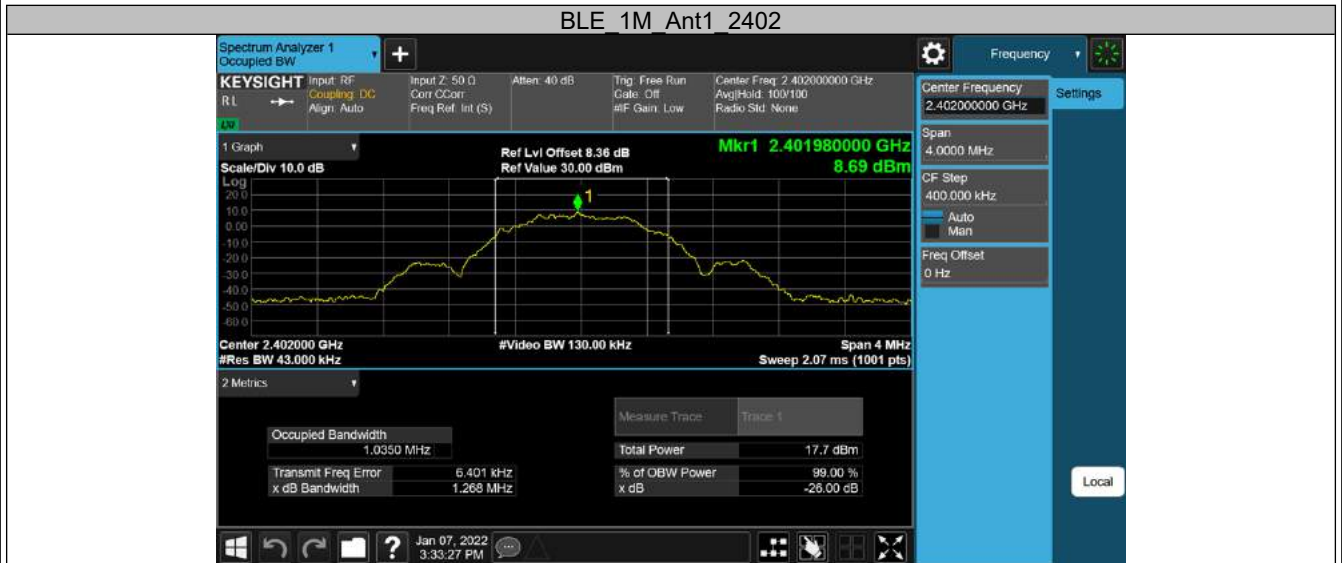 BLE_1M_Ant1_2402
Spectrum Analyzer 1
Occupied BW
+
Frequency
KEYSIGHT
RL
Input: RF
Coupling: DC
Align: Auto
Input Z: 50 Ω
Corr CCorr
Freq Ref: Int (S)
Atten: 40 dB
Trig: Free Run
Gate: Off
#IF Gain: Low
Center Freq: 2.402000000 GHz
Avg|Hold: 100/100
Radio Std: None
Center Frequency
2.402000000 GHz
Settings
Span
4.0000 MHz
CF Step
400.000 kHz
Auto
Man
Freq Offset
0 Hz
Local
1 Graph
Scale/Div 10.0 dB
Ref Lvl Offset 8.36 dB
Ref Value 30.00 dBm
Mkr1 2.401980000 GHz
8.69 dBm
Log
20.0
10.0
0.00
-10.0
-20.0
-30.0
-40.0
-50.0
-60.0
1
Center 2.402000 GHz
#Res BW 43.000 kHz
#Video BW 130.00 kHz
Span 4 MHz
Sweep 2.07 ms (1001 pts)
2 Metrics
Measure Trace Trace 1
Occupied Bandwidth
1.0350 MHz
Total Power 17.7 dBm
Transmit Freq Error 6.401 kHz
% of OBW Power 99.00 %
x dB Bandwidth 1.268 MHz
x dB -26.00 dB
?
Jan 07, 2022
3:33:27 PM